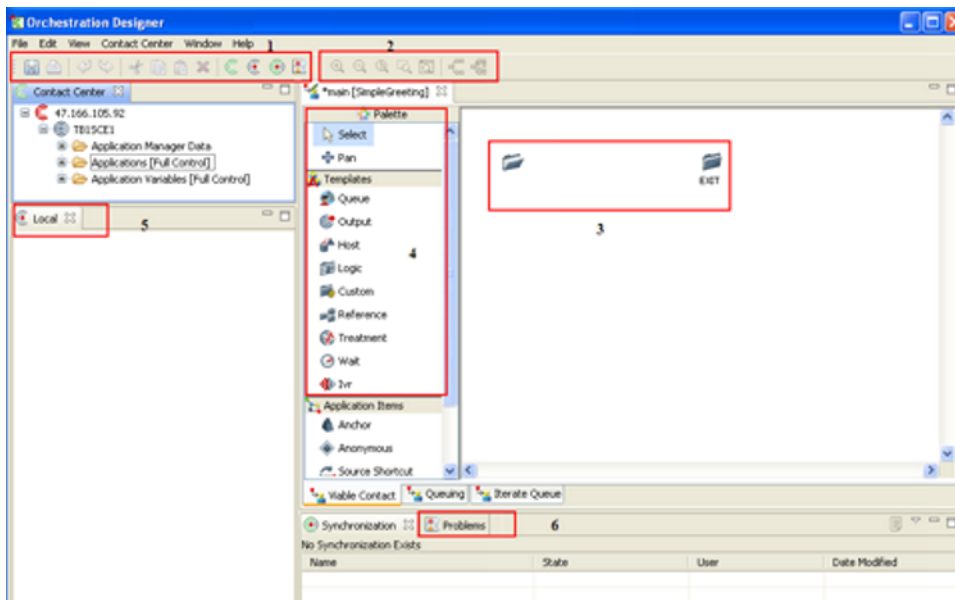 Orchestration Designer
File Edit View Contact Center Window Help 1
2
Contact Center
47.166.105.92
TB15CE1
Application Manager Data
Applications [Full Control]
Application Variables [Full Control]
Local
5
*main [SimpleGreeting]
Palette
Select
Pan
Templates
Queue
Output
Host
4
Logic
Custom
Reference
Treatment
Wait
Ivr
Application Items
Anchor
Anonymous
Source Shortcut
EXIT
3
Viable Contact Queuing Iterate Queue
Synchronization Problems 6
No Synchronization Exists
Name State User Date Modified